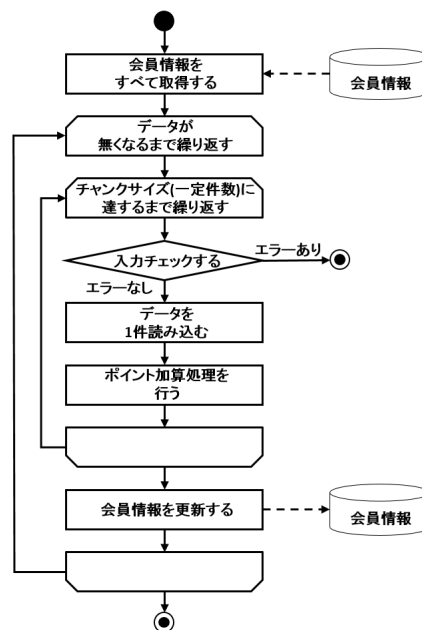 会員情報を
すべて取得する
会員情報
データが
無くなるまで繰り返す
チャンクサイズ(一定件数)に
達するまで繰り返す
入力チェックする
エラーあり
エラーなし
データを
1件読み込む
ポイント加算処理を
行う
会員情報を更新する
会員情報